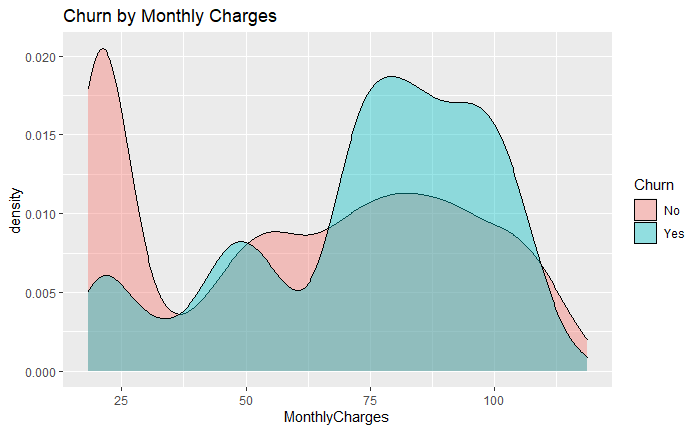 Churn by Monthly Charges
0.020
0.015
0.010
0.005
0.000
density
25 50 75 100
MonthlyCharges
Churn
No
Yes